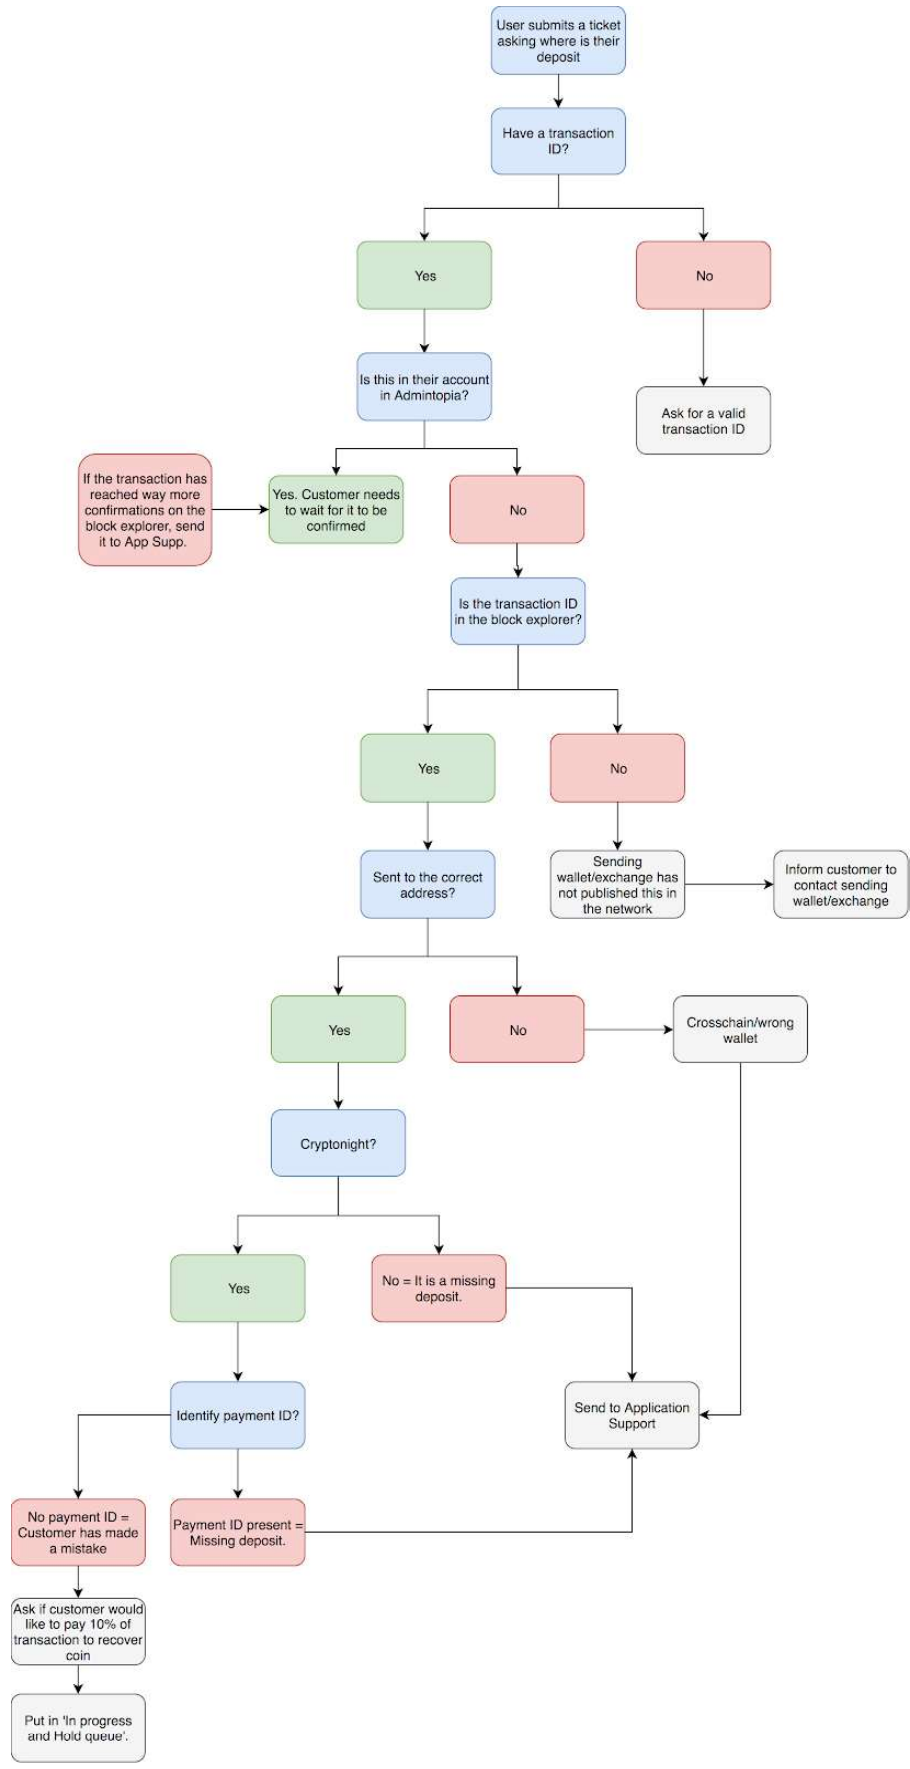 User submits a ticket
asking where is their
deposit
Have a transaction
ID?
Yes
No
Is this in their account
in Admintopia?
Ask for a valid
transaction ID
If the transaction has
reached way more
confirmations on the
block explorer, send
it to App Supp.
Yes. Customer needs
to wait for it to be
confirmed
No
Is the transaction ID
in the block explorer?
Yes
No
Sent to the correct
address?
Sending
wallet/exchange has
not published this in
the network
Inform customer to
contact sending
wallet/exchange
Yes
No
Crosschain/wrong
wallet
Cryptonight?
Yes
No = It is a missing
deposit.
Identify payment ID?
Send to Application
Support
No payment ID =
Customer has made
a mistake
Payment ID present =
Missing deposit.
Ask if customer would
like to pay 10% of
transaction to recover
coin
Put in 'In progress
and Hold queue'.